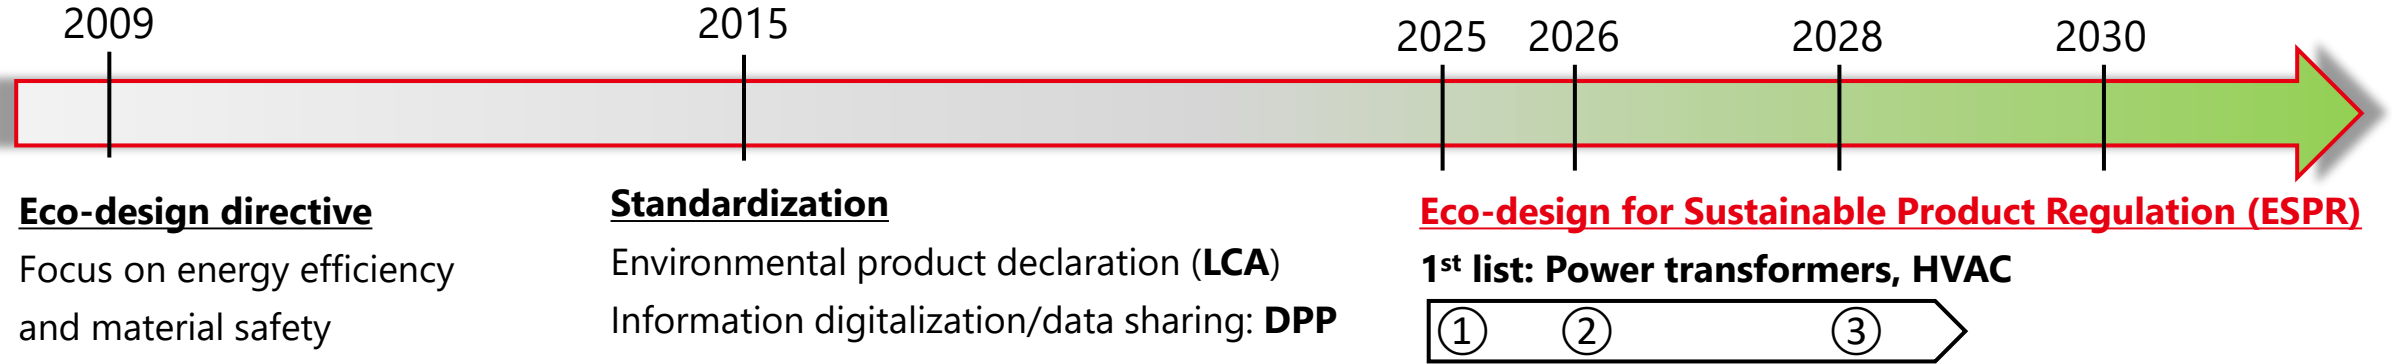 2009
2015
2025
2026
2028
2030
Eco-design directive
Focus on energy efficiency
and material safety
Standardization
Environmental product declaration (LCA)
Information digitalization/data sharing: DPP
Eco-design for Sustainable Product Regulation (ESPR)
1st list: Power transformers, HVAC
① ② ③